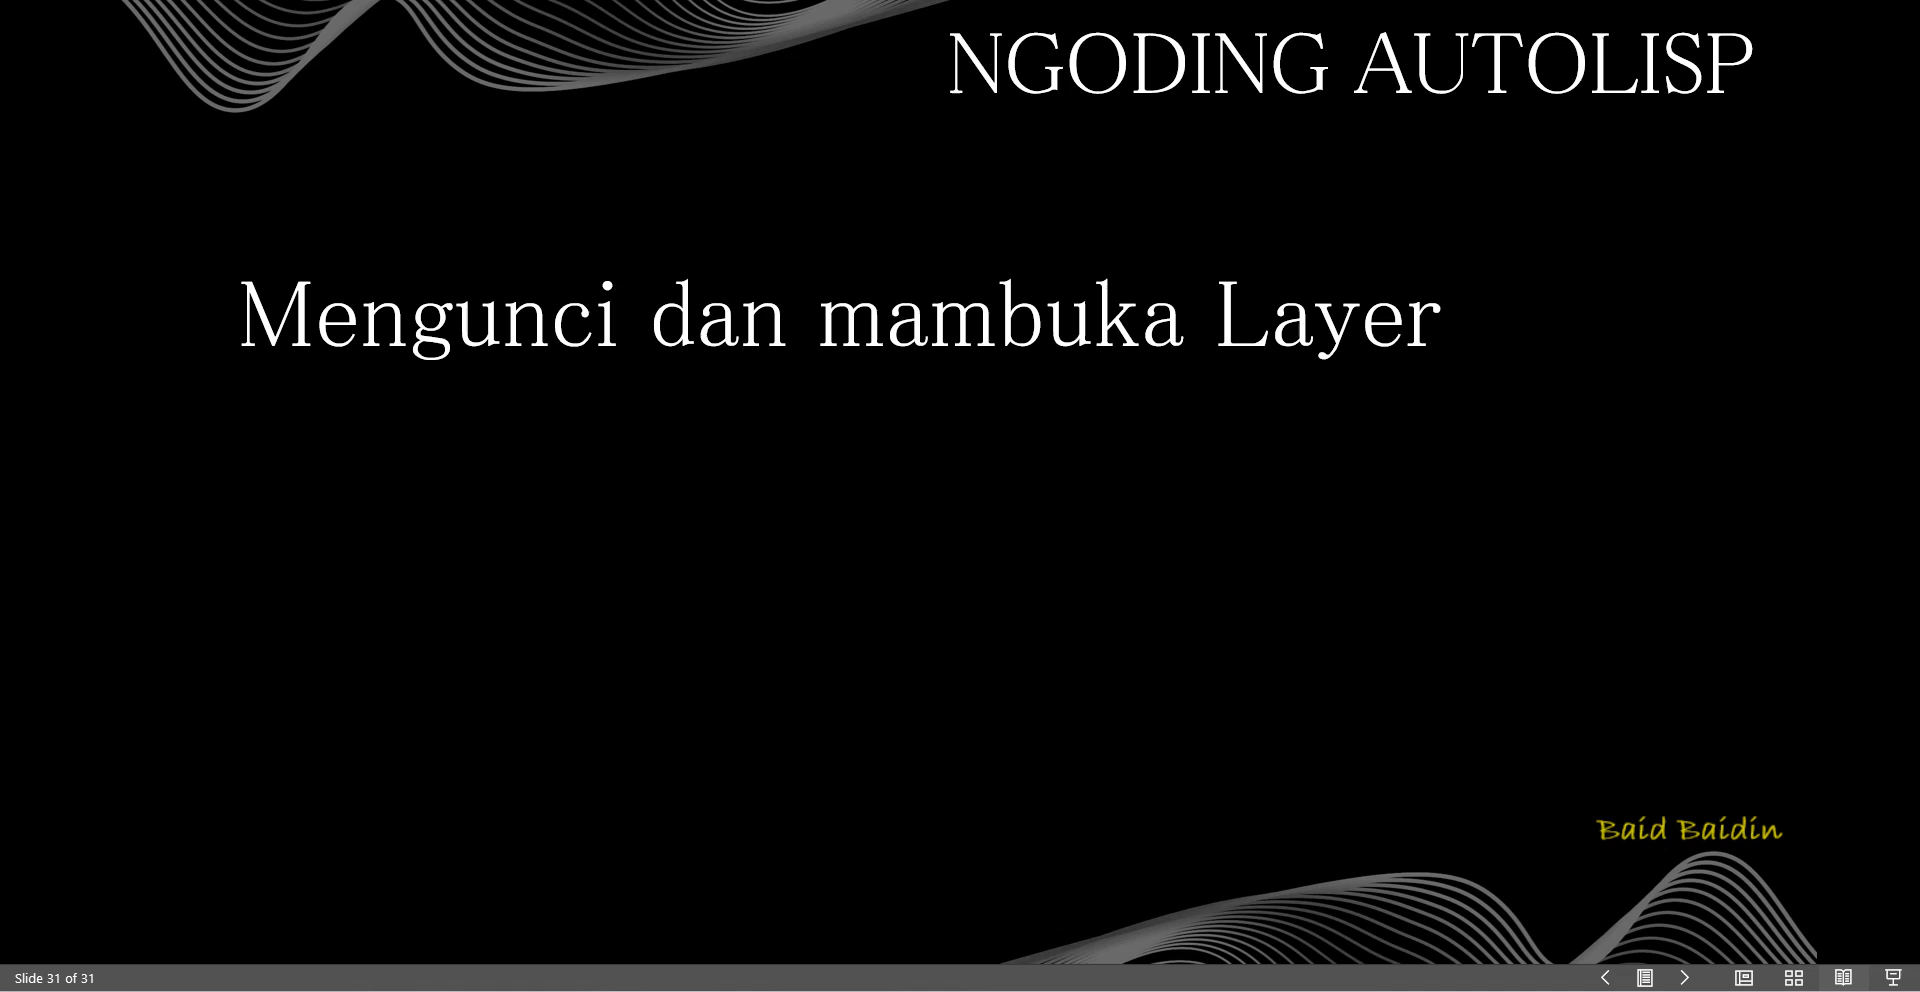 NGODING AUTOLISP
Mengunci dan mambuka Layer
Baid Baidin
Slide 31 of 31